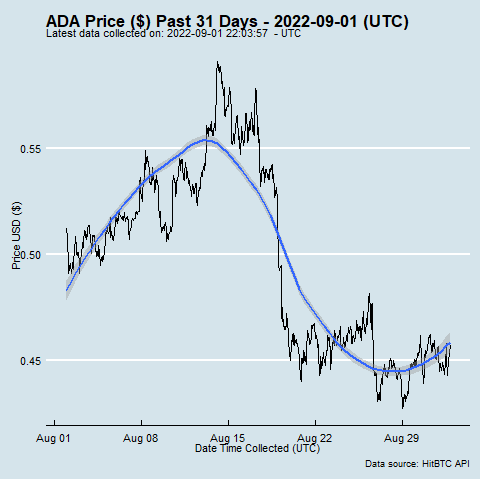 ADA Price ($) Past 31 Days - 2022-09-01 (UTC)
Latest data collected on: 2022-09-01 22:03:57 - UTC
0.55
0.50
0.45
Price USD ($)
Aug 01 Aug 08 Aug 15 Aug 22 Aug 29
Date Time Collected (UTC)
Data source: HitBTC API